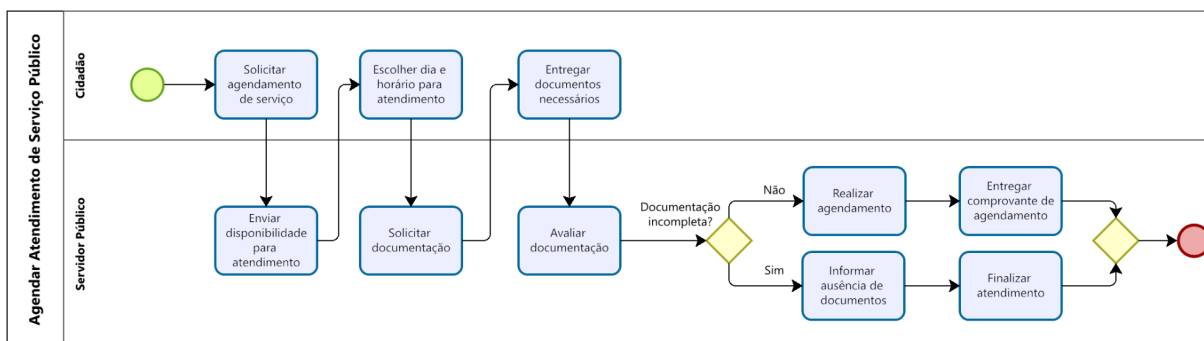 Agendar Atendimento de Serviço Público
Cidadão
Solicitar
agendamento
de serviço
Escolher dia e
horário para
atendimento
Entregar
documentos
necessários
Servidor Público
Enviar
disponibilidade
para
atendimento
Solicitar
documentação
Avaliar
documentação
Documentação
incompleta?
Não
Realizar
agendamento
Entregar
comprovante de
agendamento
Sim
Informar
ausência de
documentos
Finalizar
atendimento